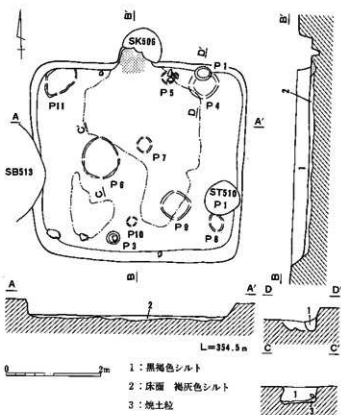 B'
SK506
D'
P11
P5
P1
P4
D
A
A'
C'
P7
SB513
P6
C
ST510
P1
P9
P10
P8
P3
B
B'
2
1
B
A
2
A'
D
1
D'
L=354.5m
C
C'
1
3
0 2m
1：黒褐色シルト
2：床面 褐灰色シルト
3：焼土粒